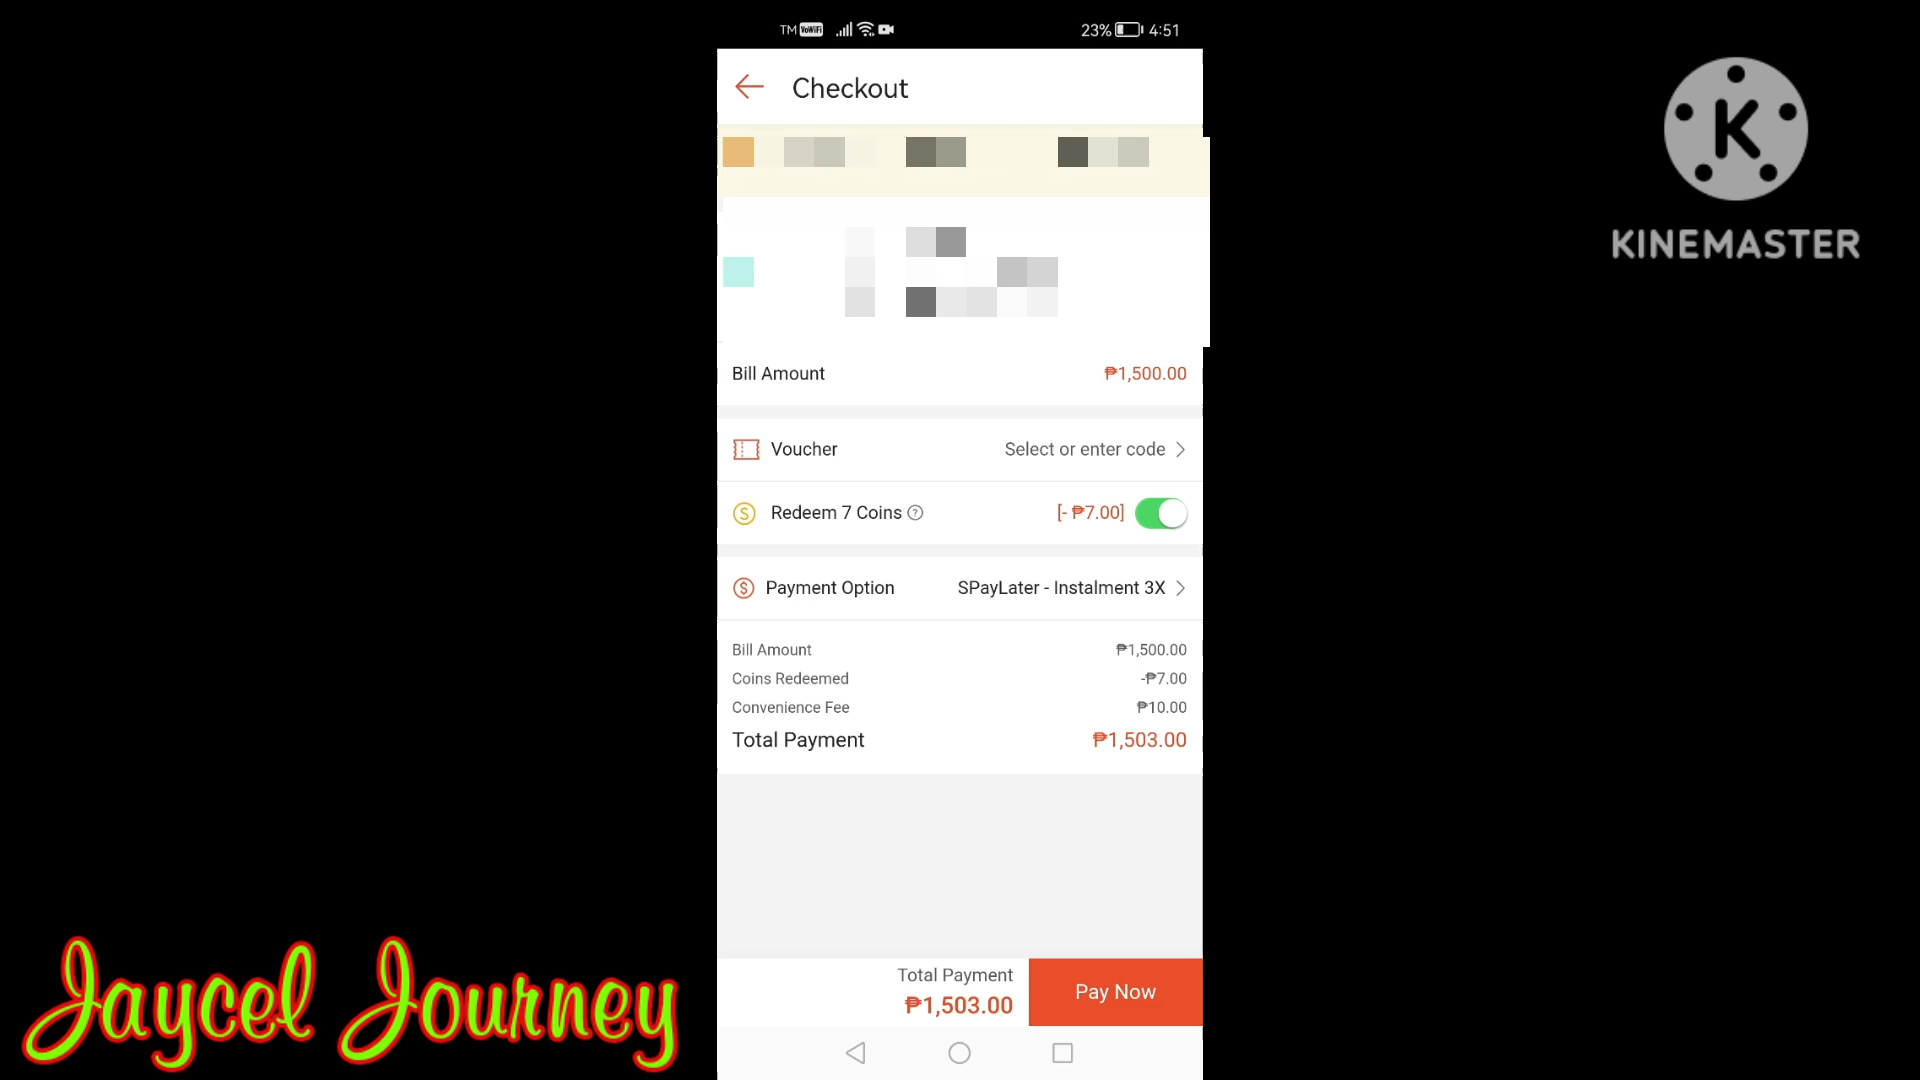 TM VoWiFi 23% 4:51
Checkout
K
KINEMASTER
Bill Amount ₱1,500.00
Voucher Select or enter code
Redeem 7 Coins ? [- ₱7.00]
Payment Option SPayLater - Instalment 3X
Bill Amount ₱1,500.00
Coins Redeemed -₱7.00
Convenience Fee ₱10.00
Total Payment ₱1,503.00
Total Payment
₱1,503.00
Pay Now
Jaycel Journey